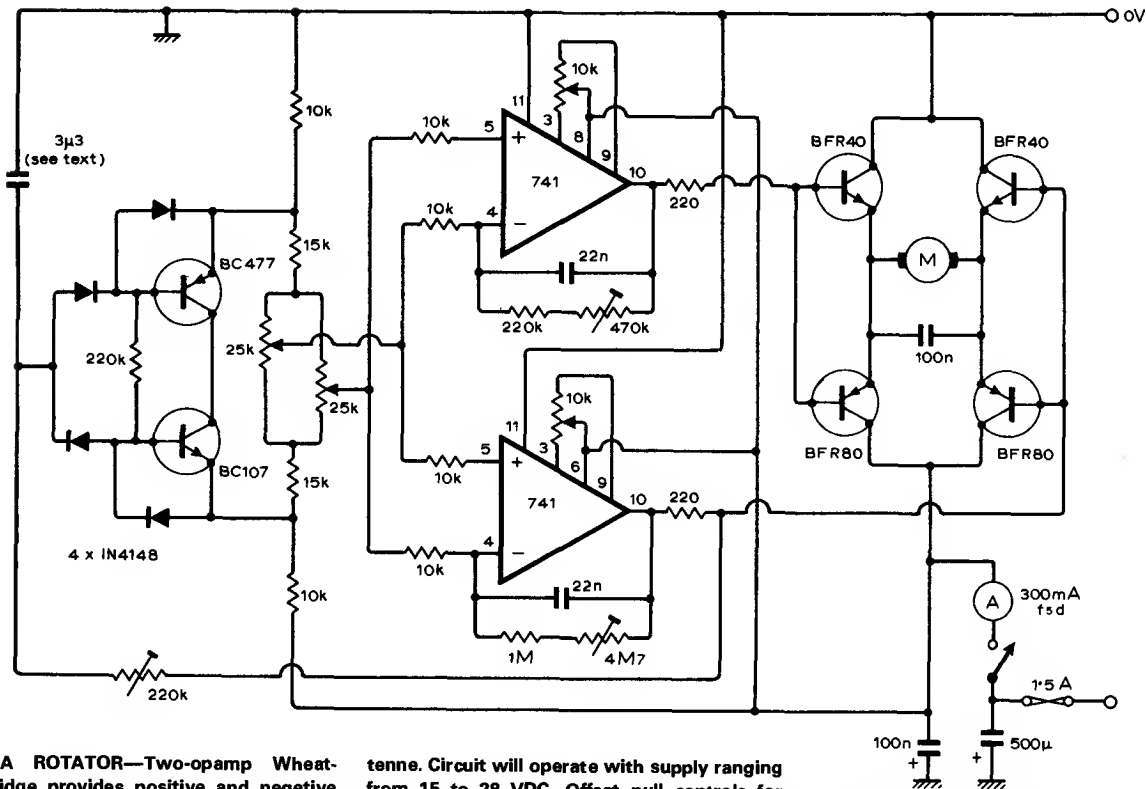 0V
3µ3
(see text)
10k
10k
11
3
8
9
10k
5
+
741
10
220
10k
4
−
22n
220k
470k
BFR40
BFR40
M
100n
BFR80
BFR80
BC477
15k
220k
25k
25k
BC107
15k
4 x IN4148
10k
10k
11
3
6
9
10k
5
+
741
10
220
10k
4
−
22n
1M
4M7
220k
A
300mA
fsd
1·5A
100n
+
500µ
+
A ROTATOR—Two-opamp Wheat-
idge provides positive and negetive
tenne. Circuit will operate with supply ranging
from 15 to 28 VDC. Offset null controls for